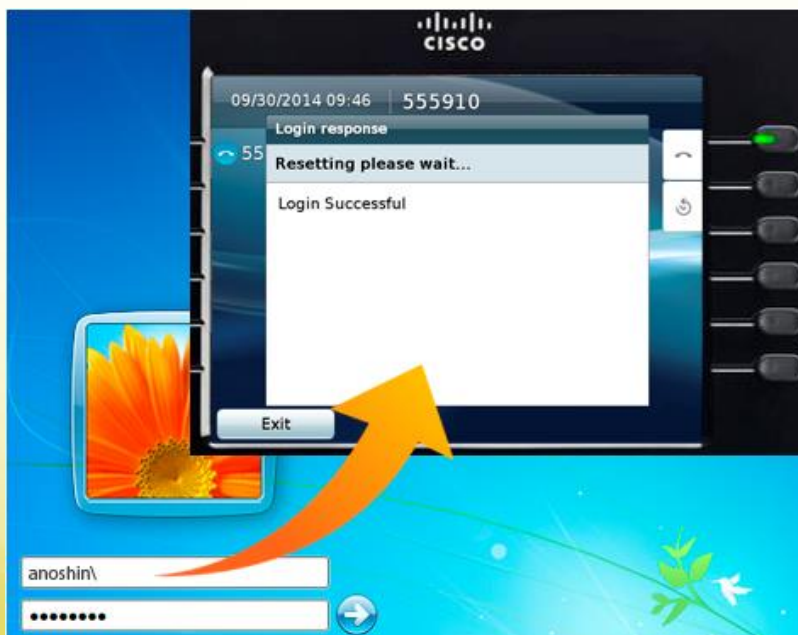 CISCO
09/30/2014 09:46 555910
Login response
55
Resetting please wait...
Login Successful
Exit
anoshin\
••••••••